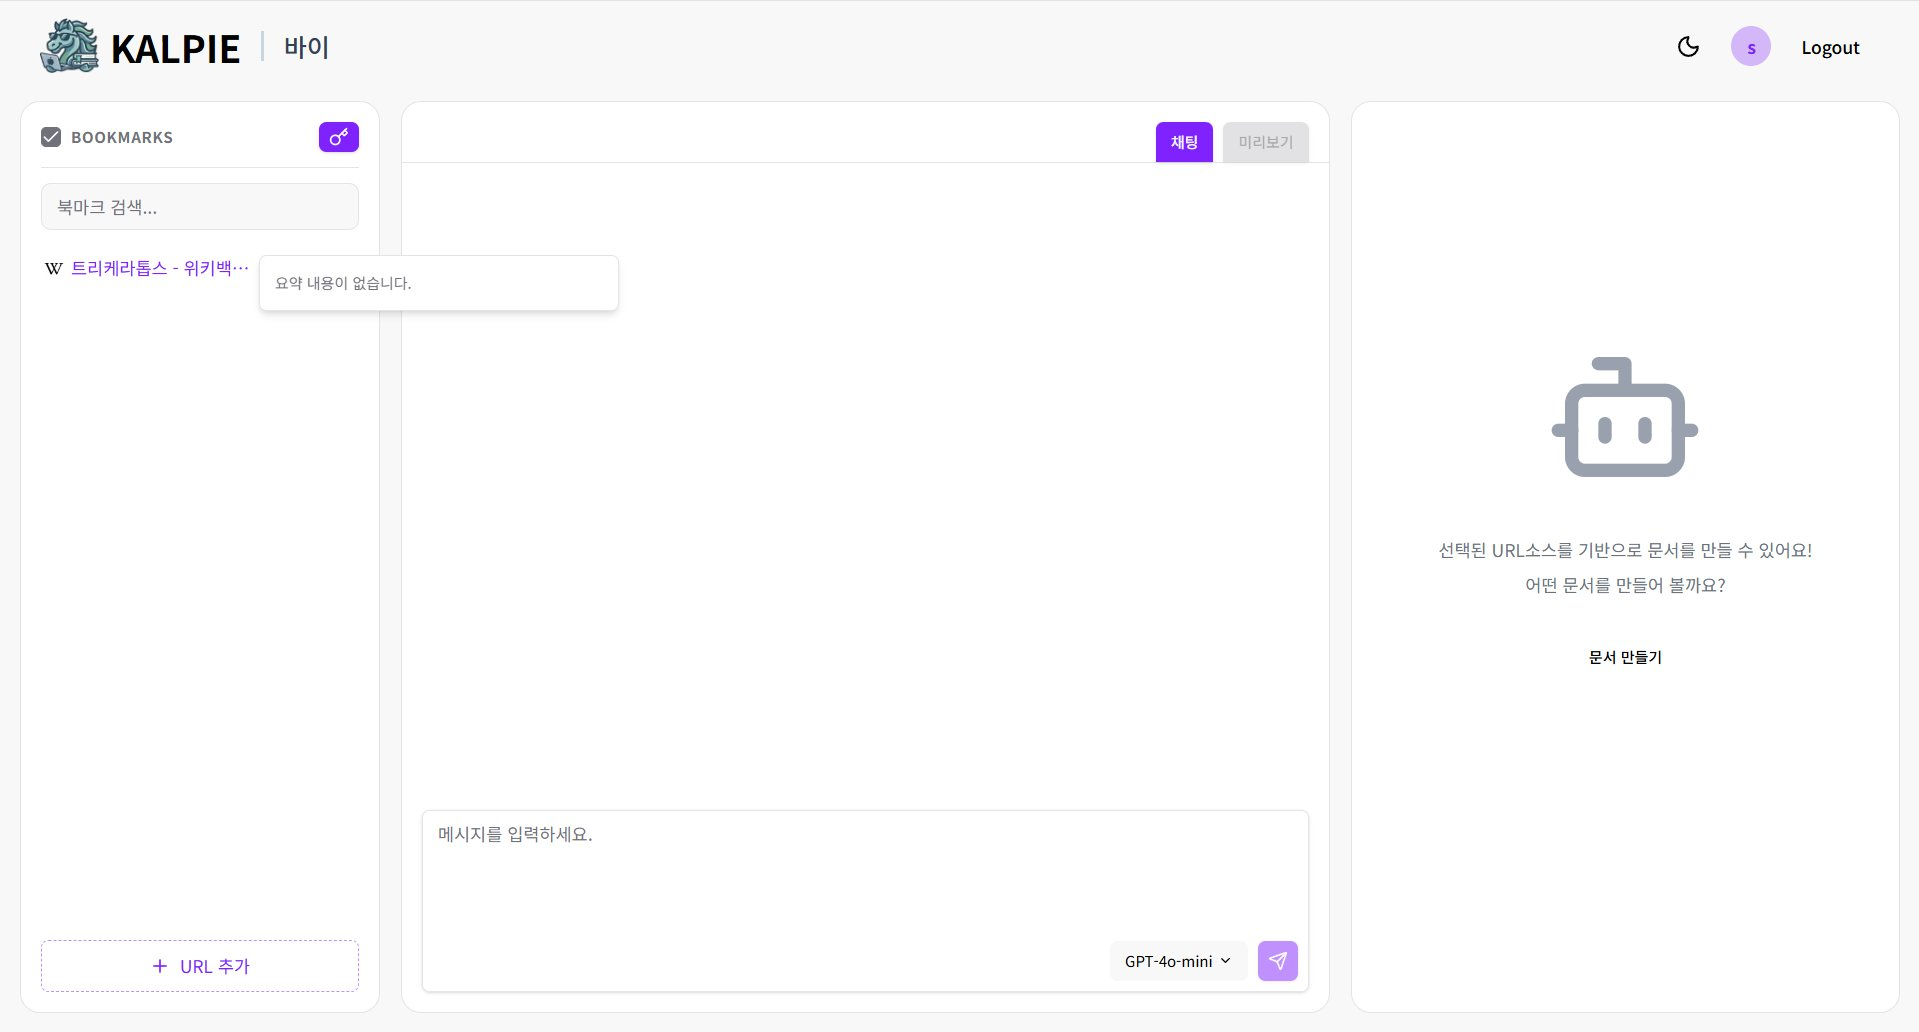 KALPIE
바이
s
Logout
BOOKMARKS
북마크 검색...
W 트리케라톱스 - 위키백…
요약 내용이 없습니다.
URL 추가
채팅
미리보기
메시지를 입력하세요.
GPT-4o-mini
선택된 URL소스를 기반으로 문서를 만들 수 있어요!
어떤 문서를 만들어 볼까요?
문서 만들기